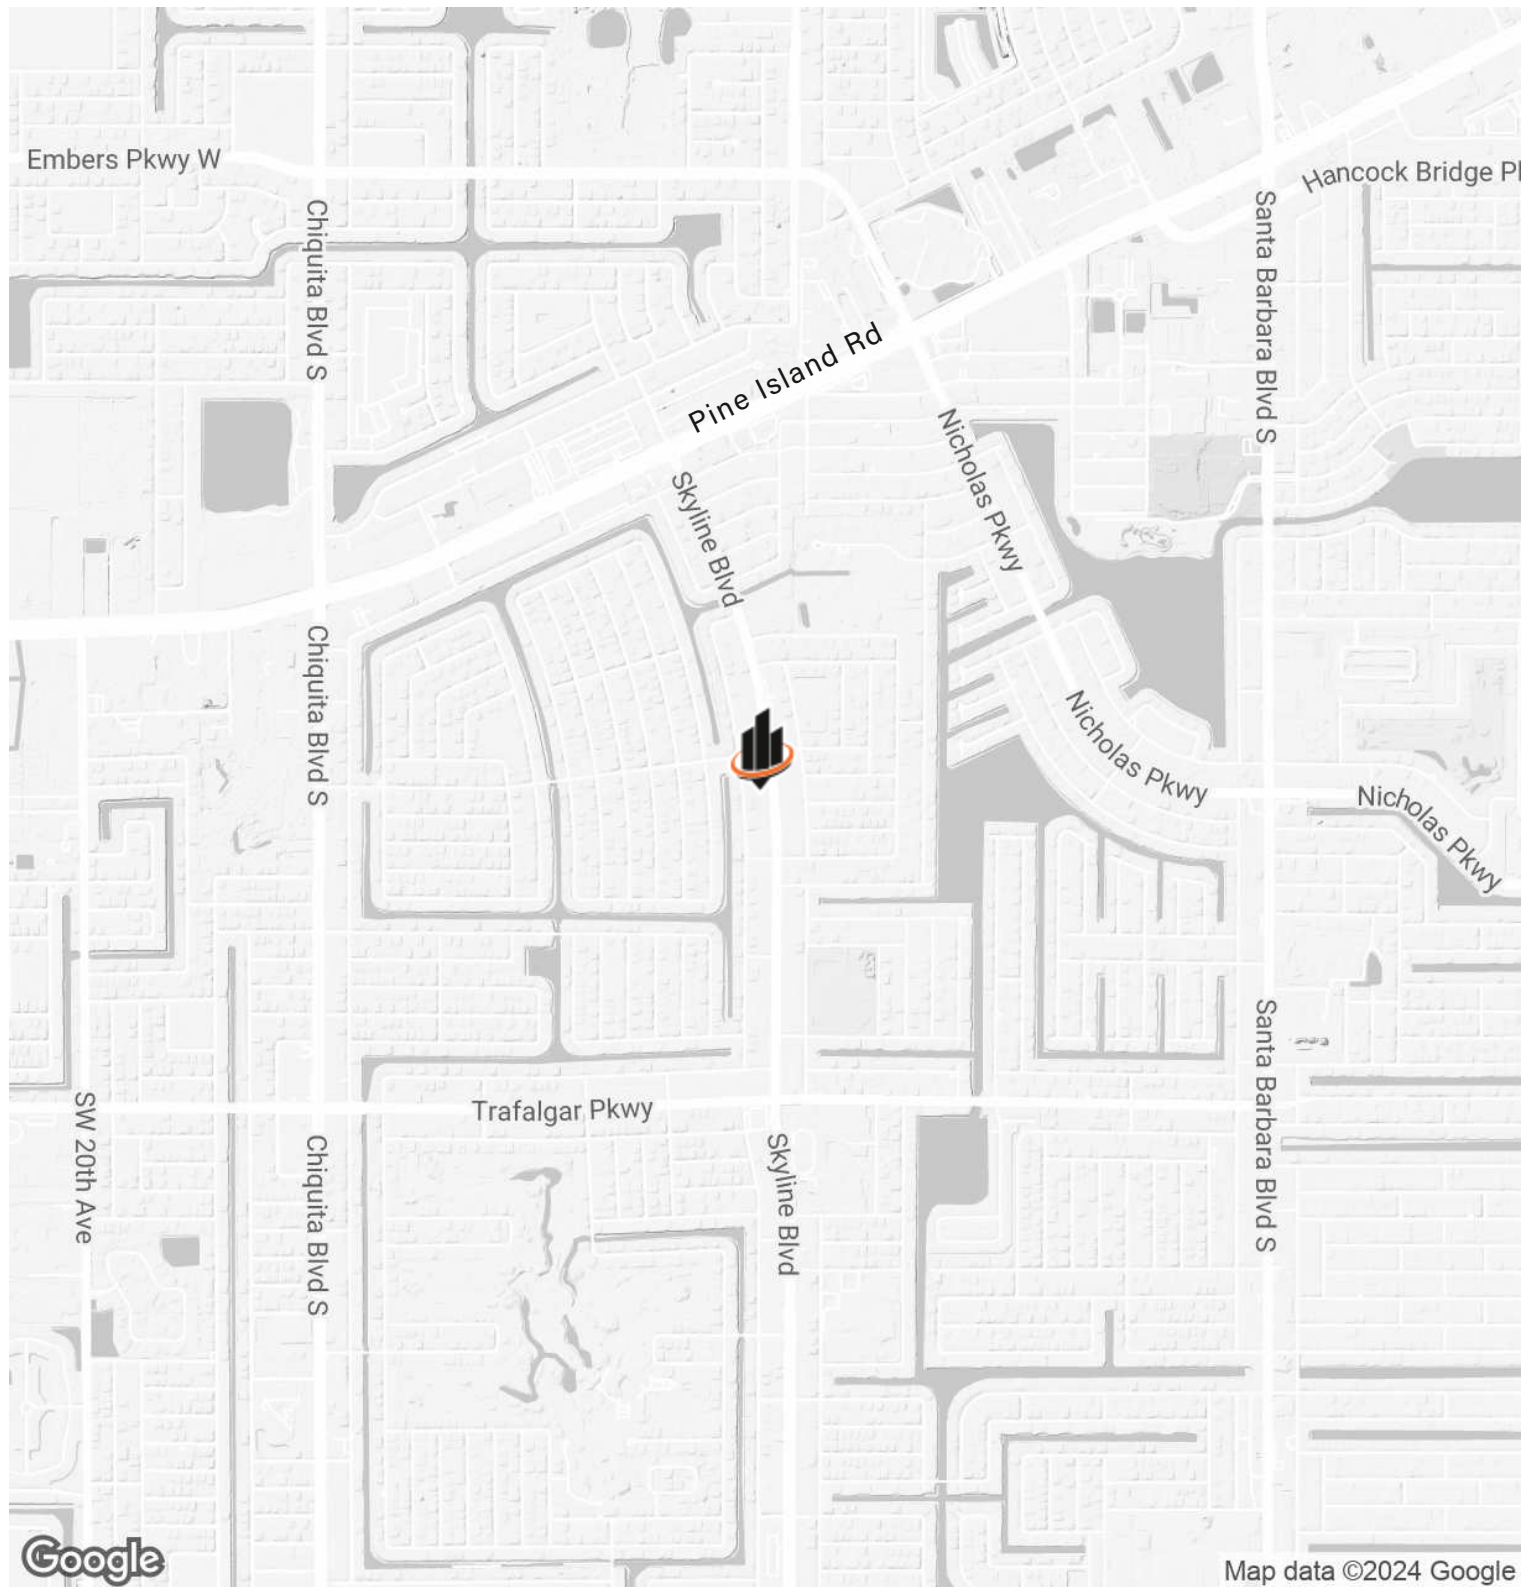 Embers Pkwy W
Hancock Bridge Pl
Chiquita Blvd S
Santa Barbara Blvd S
Pine Island Rd
Nicholas Pkwy
Skyline Blvd
Chiquita Blvd S
Nicholas Pkwy
Nicholas Pkwy
Santa Barbara Blvd S
SW 20th Ave
Trafalgar Pkwy
Chiquita Blvd S
Skyline Blvd
Google
Map data ©2024 Google